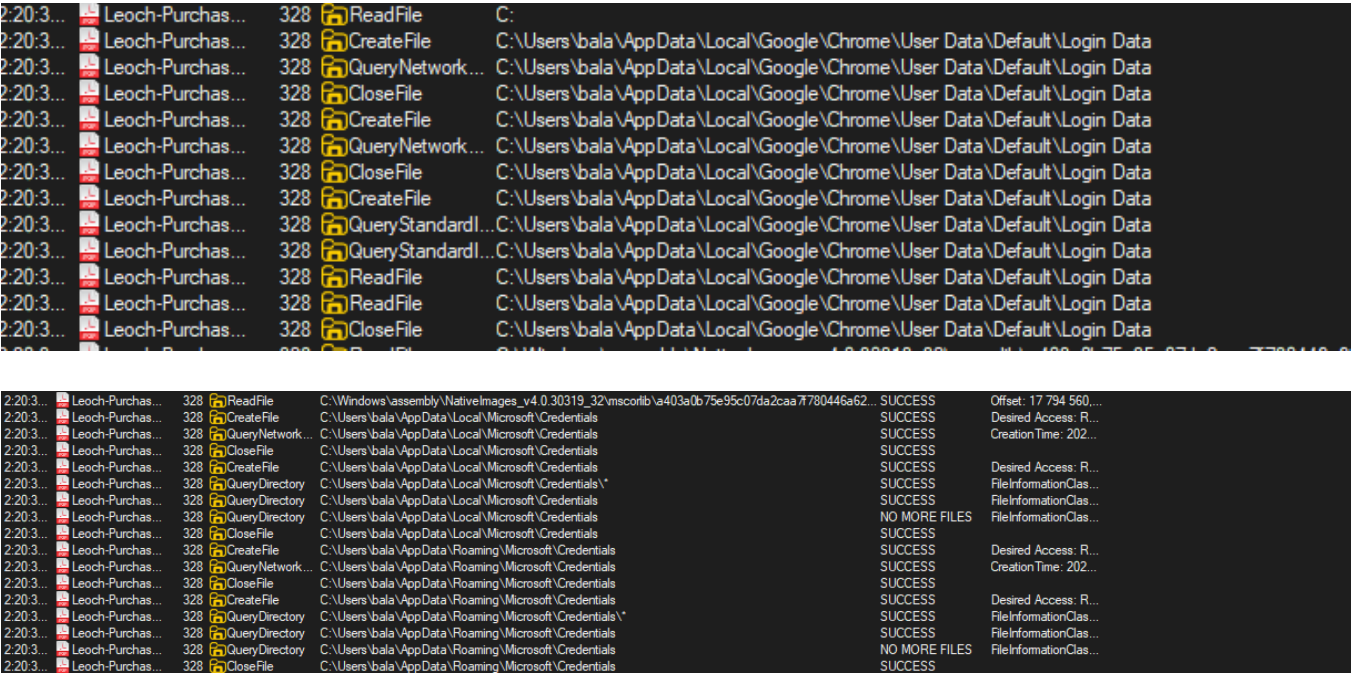 2:20:3... Leoch-Purchas... 328 ReadFile C:
2:20:3... Leoch-Purchas... 328 CreateFile C:\Users\bala\AppData\Local\Google\Chrome\User Data\Default\Login Data
2:20:3... Leoch-Purchas... 328 QueryNetwork... C:\Users\bala\AppData\Local\Google\Chrome\User Data\Default\Login Data
2:20:3... Leoch-Purchas... 328 CloseFile C:\Users\bala\AppData\Local\Google\Chrome\User Data\Default\Login Data
2:20:3... Leoch-Purchas... 328 CreateFile C:\Users\bala\AppData\Local\Google\Chrome\User Data\Default\Login Data
2:20:3... Leoch-Purchas... 328 QueryNetwork... C:\Users\bala\AppData\Local\Google\Chrome\User Data\Default\Login Data
2:20:3... Leoch-Purchas... 328 CloseFile C:\Users\bala\AppData\Local\Google\Chrome\User Data\Default\Login Data
2:20:3... Leoch-Purchas... 328 CreateFile C:\Users\bala\AppData\Local\Google\Chrome\User Data\Default\Login Data
2:20:3... Leoch-Purchas... 328 QueryStandardI... C:\Users\bala\AppData\Local\Google\Chrome\User Data\Default\Login Data
2:20:3... Leoch-Purchas... 328 QueryStandardI... C:\Users\bala\AppData\Local\Google\Chrome\User Data\Default\Login Data
2:20:3... Leoch-Purchas... 328 ReadFile C:\Users\bala\AppData\Local\Google\Chrome\User Data\Default\Login Data
2:20:3... Leoch-Purchas... 328 ReadFile C:\Users\bala\AppData\Local\Google\Chrome\User Data\Default\Login Data
2:20:3... Leoch-Purchas... 328 CloseFile C:\Users\bala\AppData\Local\Google\Chrome\User Data\Default\Login Data
2:20:3... Leoch-Purchas... 328 ReadFile C:\Windows\assembly\NativeImages_v4.0.30319_32\mscorlib\a403a0b75e95c07da2caa7f780446a62... SUCCESS Offset: 17 794 560,...
2:20:3... Leoch-Purchas... 328 CreateFile C:\Users\bala\AppData\Local\Microsoft\Credentials SUCCESS Desired Access: R...
2:20:3... Leoch-Purchas... 328 QueryNetwork... C:\Users\bala\AppData\Local\Microsoft\Credentials SUCCESS CreationTime: 202...
2:20:3... Leoch-Purchas... 328 CloseFile C:\Users\bala\AppData\Local\Microsoft\Credentials SUCCESS
2:20:3... Leoch-Purchas... 328 CreateFile C:\Users\bala\AppData\Local\Microsoft\Credentials SUCCESS Desired Access: R...
2:20:3... Leoch-Purchas... 328 QueryDirectory C:\Users\bala\AppData\Local\Microsoft\Credentials\* SUCCESS FileInformationClas...
2:20:3... Leoch-Purchas... 328 QueryDirectory C:\Users\bala\AppData\Local\Microsoft\Credentials SUCCESS FileInformationClas...
2:20:3... Leoch-Purchas... 328 QueryDirectory C:\Users\bala\AppData\Local\Microsoft\Credentials NO MORE FILES FileInformationClas...
2:20:3... Leoch-Purchas... 328 CloseFile C:\Users\bala\AppData\Local\Microsoft\Credentials SUCCESS
2:20:3... Leoch-Purchas... 328 CreateFile C:\Users\bala\AppData\Roaming\Microsoft\Credentials SUCCESS Desired Access: R...
2:20:3... Leoch-Purchas... 328 QueryNetwork... C:\Users\bala\AppData\Roaming\Microsoft\Credentials SUCCESS CreationTime: 202...
2:20:3... Leoch-Purchas... 328 CloseFile C:\Users\bala\AppData\Roaming\Microsoft\Credentials SUCCESS
2:20:3... Leoch-Purchas... 328 CreateFile C:\Users\bala\AppData\Roaming\Microsoft\Credentials SUCCESS Desired Access: R...
2:20:3... Leoch-Purchas... 328 QueryDirectory C:\Users\bala\AppData\Roaming\Microsoft\Credentials\* SUCCESS FileInformationClas...
2:20:3... Leoch-Purchas... 328 QueryDirectory C:\Users\bala\AppData\Roaming\Microsoft\Credentials SUCCESS FileInformationClas...
2:20:3... Leoch-Purchas... 328 QueryDirectory C:\Users\bala\AppData\Roaming\Microsoft\Credentials NO MORE FILES FileInformationClas...
2:20:3... Leoch-Purchas... 328 CloseFile C:\Users\bala\AppData\Roaming\Microsoft\Credentials SUCCESS